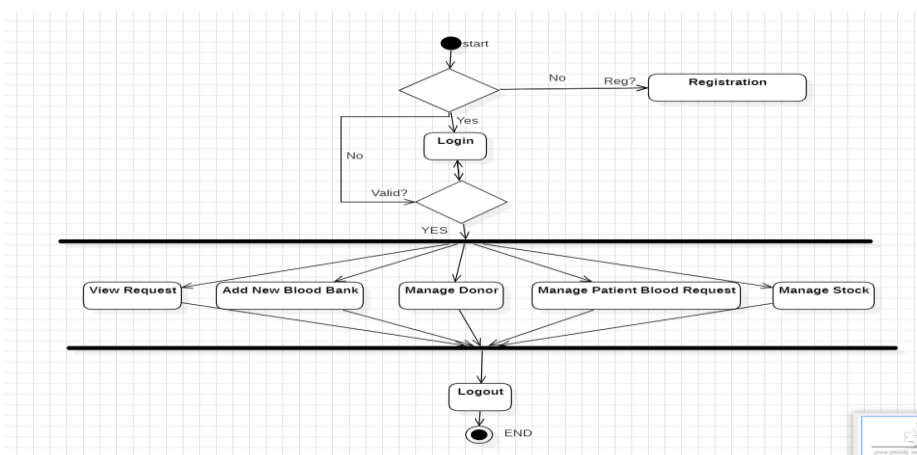 start
No
Reg?
Registration
Yes
Login
No
Valid?
YES
View Request
Add New Blood Bank
Manage Donor
Manage Patient Blood Request
Manage Stock
Logout
END